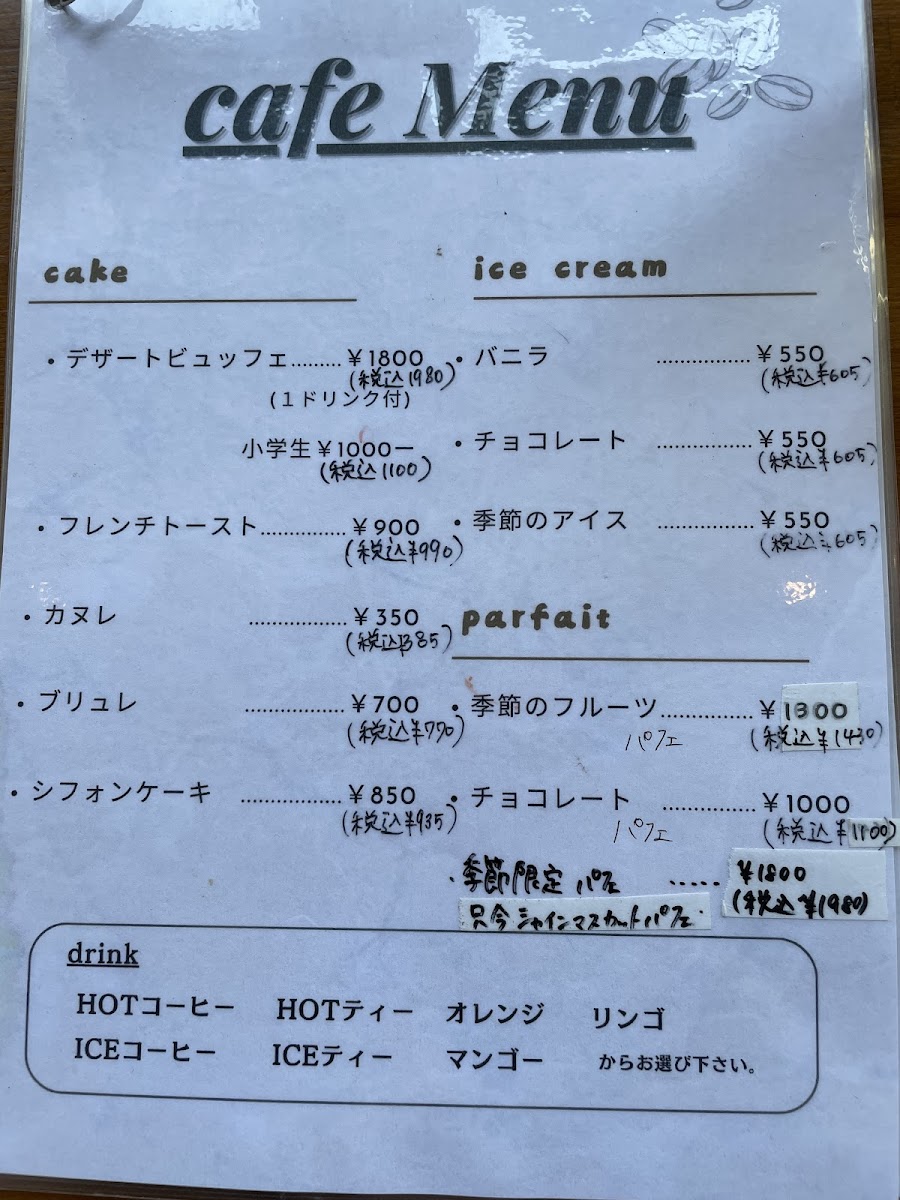 cafe Menu
cake
・デザートビュッフェ.........¥1800
(税込1980)
(1ドリンク付)
小学生¥1000ー
(税込1100)
・フレンチトースト..............¥900
(税込¥990)
・カヌレ ................¥350
(税込385)
・ブリュレ ................¥700
(税込¥770)
・シフォンケーキ ................¥850
(税込¥935)
ice cream
・バニラ ...............¥550
(税込¥605)
・チョコレート ...............¥550
(税込¥605)
・季節のアイス ...............¥550
(税込¥605)
parfait
・季節のフルーツ...............¥1300
パフェ (税込¥1430)
・チョコレート ...............¥1000
パフェ (税込¥1100)
・季節限定 パフェ ‥‥‥ ¥1800
只今 シャインマスカットパフェ (税込¥1980)
drink
HOTコーヒー HOTティー オレンジ リンゴ
ICEコーヒー ICEティー マンゴー からお選び下さい。